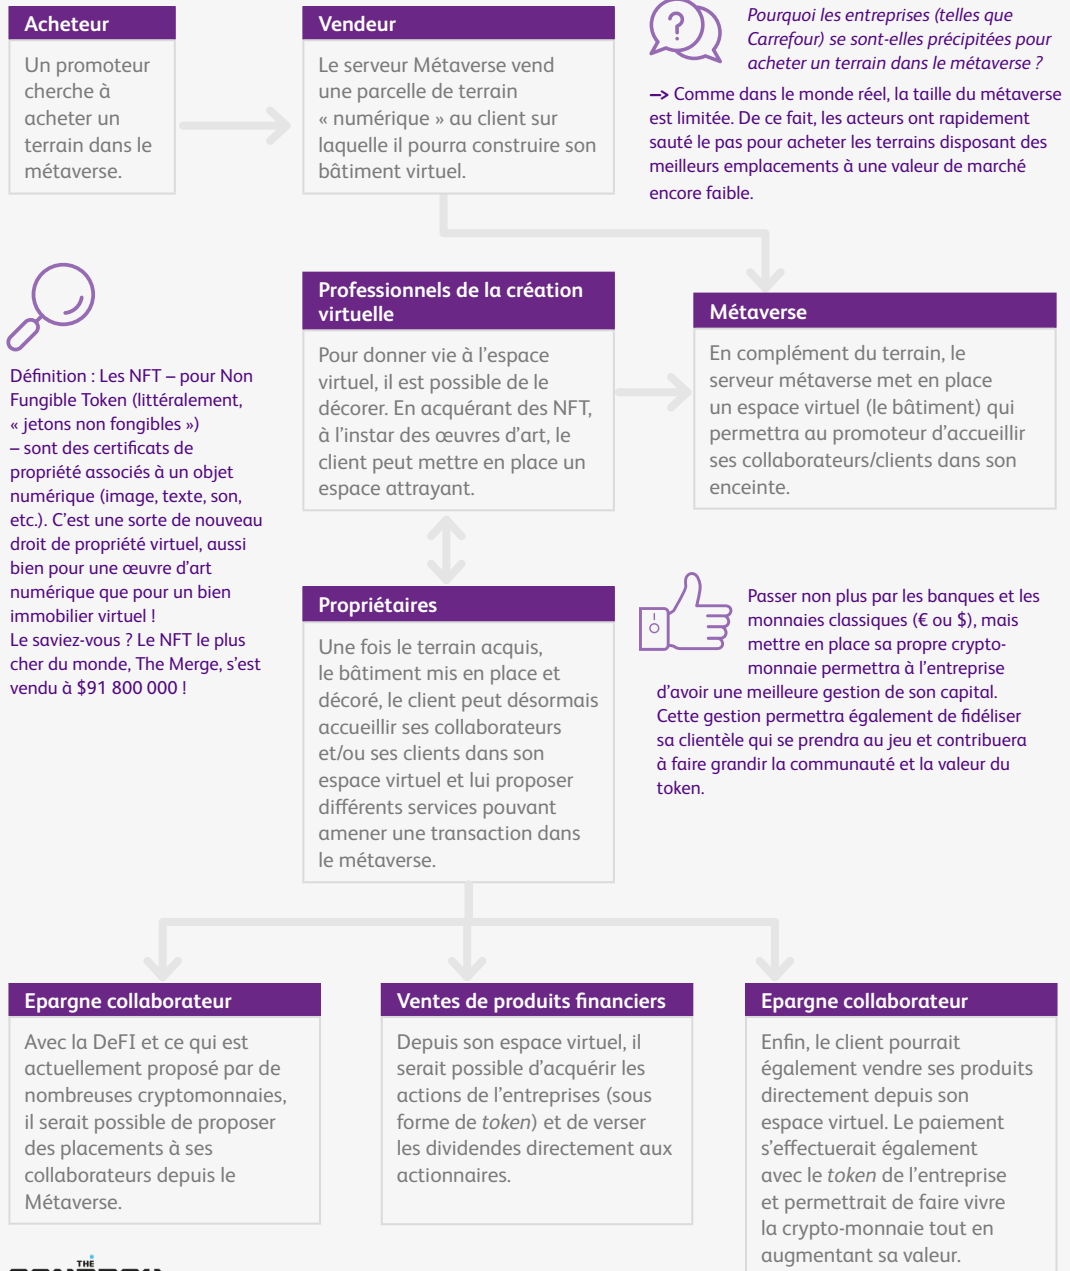 Acheteur
Un promoteur
cherche à
acheter un
terrain dans le
métaverse.
Vendeur
Le serveur Métaverse vend
une parcelle de terrain
« numérique » au client sur
laquelle il pourra construire son
bâtiment virtuel.
?
Pourquoi les entreprises (telles que
Carrefour) se sont-elles précipitées pour
acheter un terrain dans le métaverse ?
–> Comme dans le monde réel, la taille du métaverse
est limitée. De ce fait, les acteurs ont rapidement
sauté le pas pour acheter les terrains disposant des
meilleurs emplacements à une valeur de marché
encore faible.
Définition : Les NFT – pour Non
Fungible Token (littéralement,
« jetons non fongibles »)
– sont des certificats de
propriété associés à un objet
numérique (image, texte, son,
etc.). C’est une sorte de nouveau
droit de propriété virtuel, aussi
bien pour une œuvre d’art
numérique que pour un bien
immobilier virtuel !
Le saviez-vous ? Le NFT le plus
cher du monde, The Merge, s’est
vendu à $91 800 000 !
Professionnels de la création
virtuelle
Pour donner vie à l’espace
virtuel, il est possible de le
décorer. En acquérant des NFT,
à l’instar des œuvres d’art, le
client peut mettre en place un
espace attrayant.
Métaverse
En complément du terrain, le
serveur métaverse met en place
un espace virtuel (le bâtiment) qui
permettra au promoteur d’accueillir
ses collaborateurs/clients dans son
enceinte.
Propriétaires
Une fois le terrain acquis,
le bâtiment mis en place et
décoré, le client peut désormais
accueillir ses collaborateurs
et/ou ses clients dans son
espace virtuel et lui proposer
différents services pouvant
amener une transaction dans
le métaverse.
Passer non plus par les banques et les
monnaies classiques (€ ou $), mais
mettre en place sa propre crypto-
monnaie permettra à l’entreprise
d’avoir une meilleure gestion de son capital.
Cette gestion permettra également de fidéliser
sa clientèle qui se prendra au jeu et contribuera
à faire grandir la communauté et la valeur du
token.
Epargne collaborateur
Avec la DeFI et ce qui est
actuellement proposé par de
nombreuses cryptomonnaies,
il serait possible de proposer
des placements à ses
collaborateurs depuis le
Métaverse.
Ventes de produits financiers
Depuis son espace virtuel, il
serait possible d’acquérir les
actions de l’entreprises (sous
forme de token) et de verser
les dividendes directement aux
actionnaires.
Epargne collaborateur
Enfin, le client pourrait
également vendre ses produits
directement depuis son
espace virtuel. Le paiement
s’effectuerait également
avec le token de l’entreprise
et permettrait de faire vivre
la crypto-monnaie tout en
augmentant sa valeur.
THE